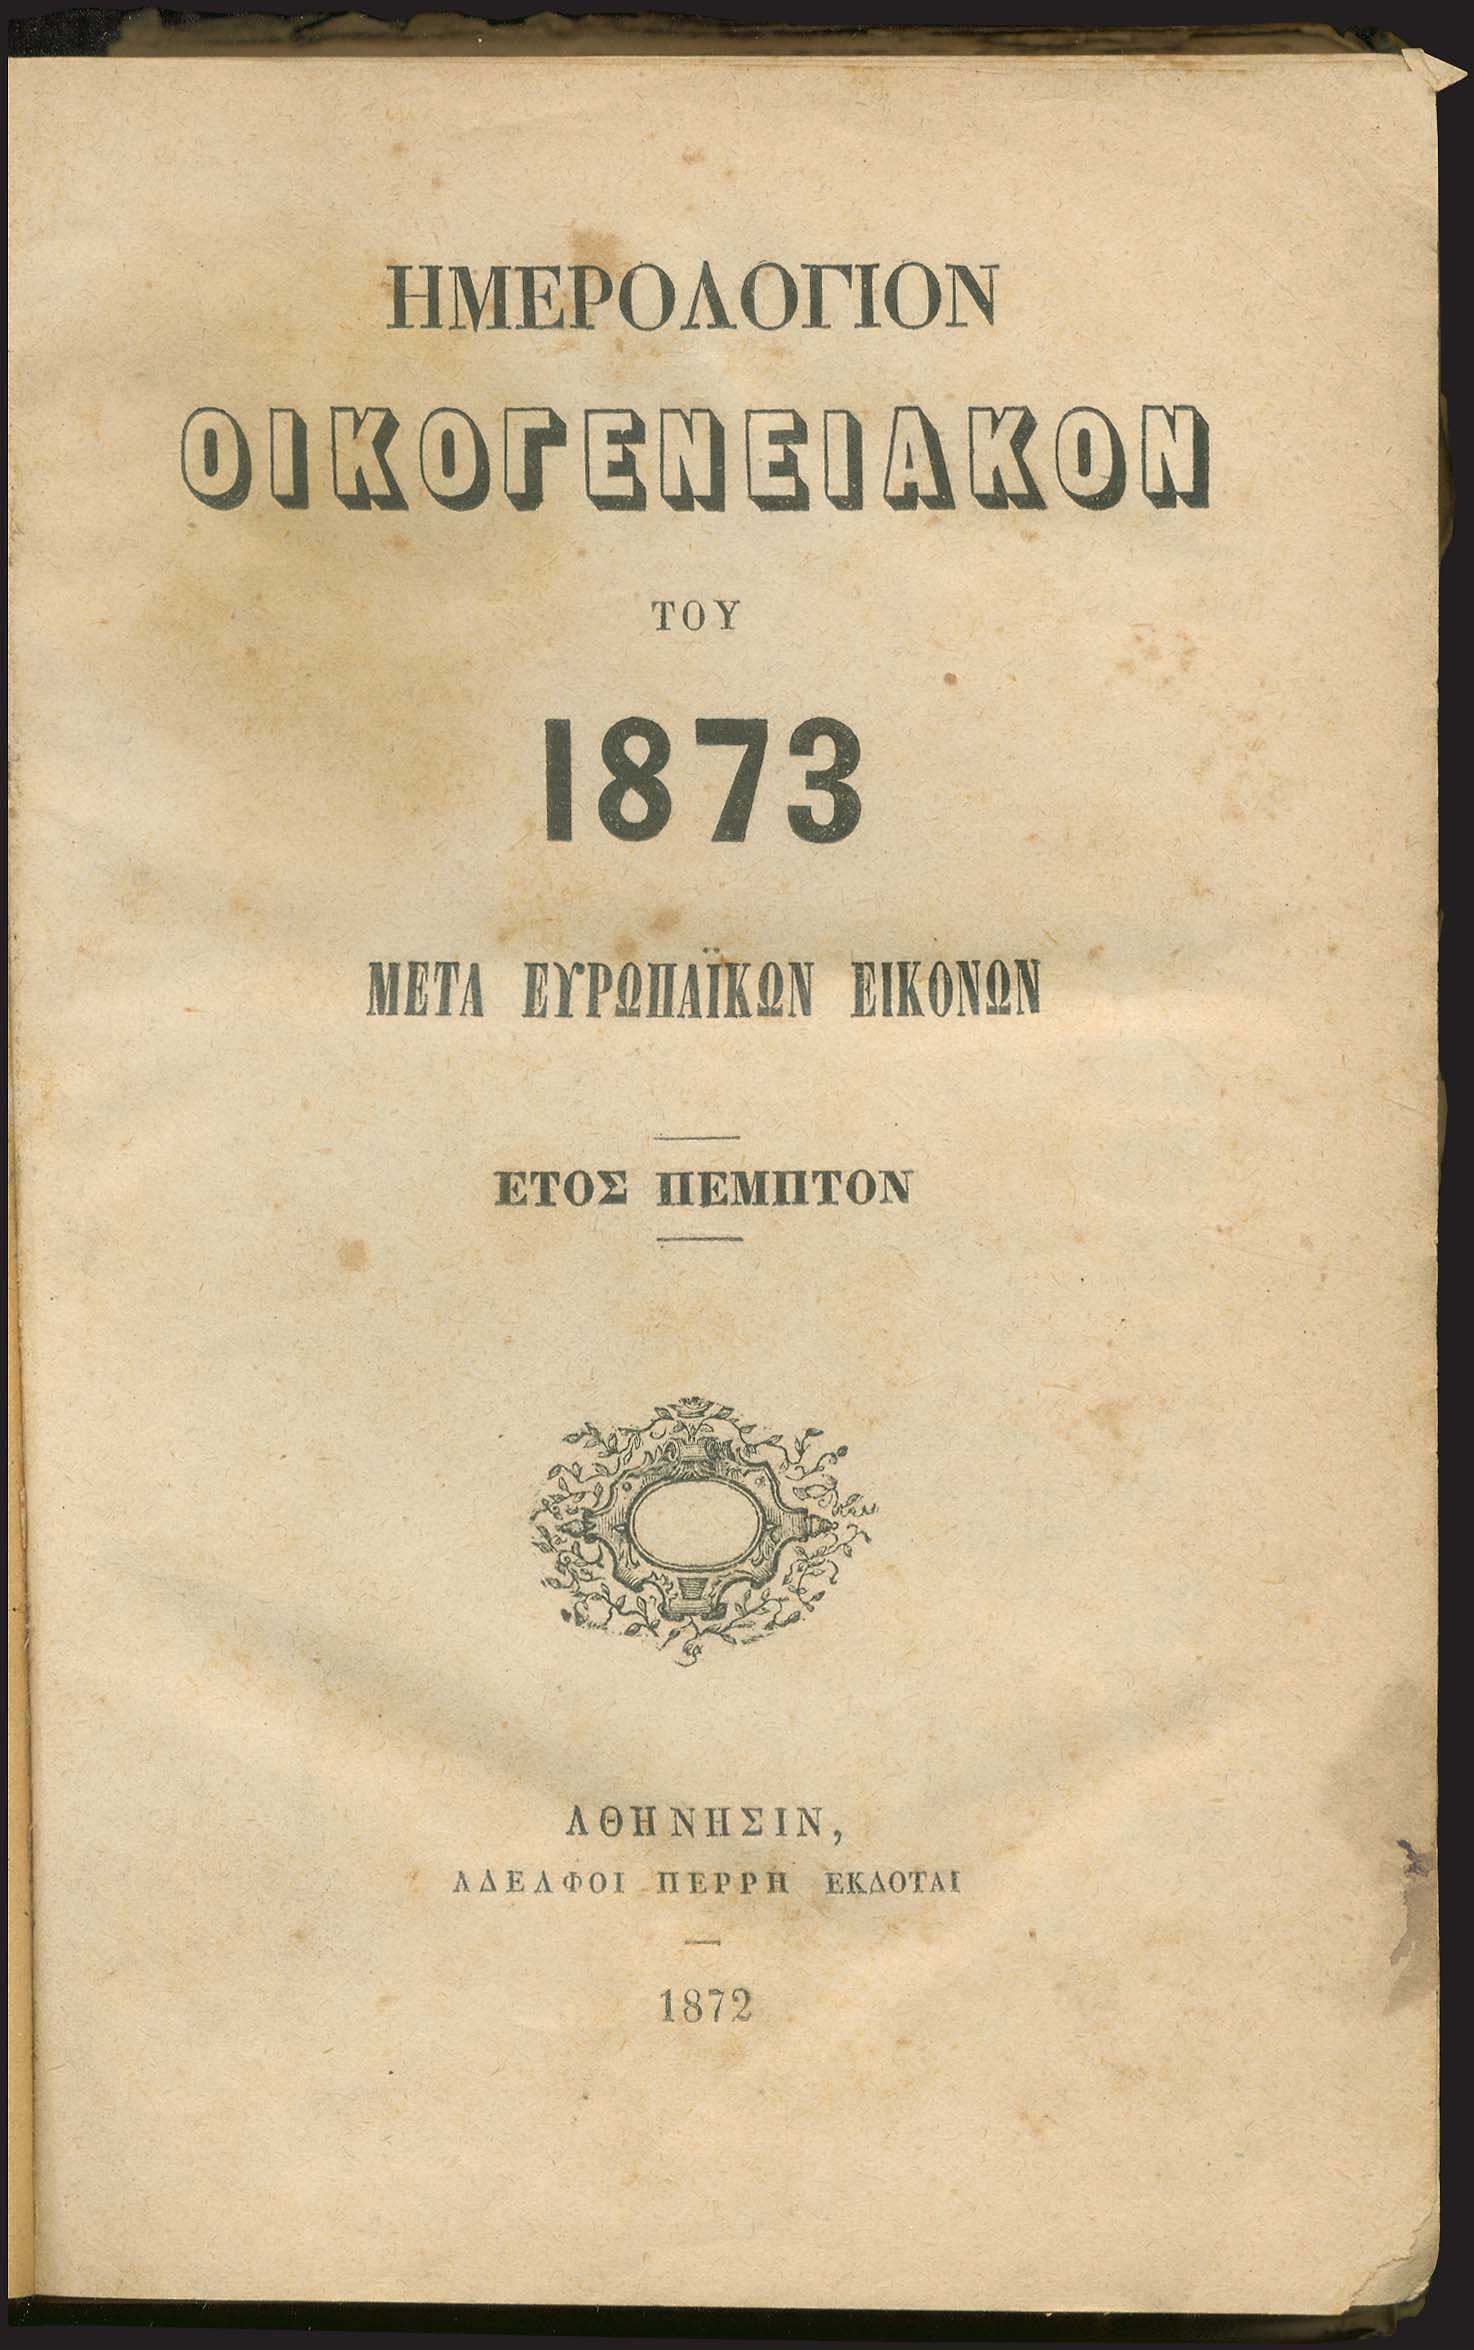 ΗΜΕΡΟΛΟΓΙΟΝ
ΟΙΚΟΓΕΝΕΙΑΚΟΝ
ΤΟΥ
1873
ΜΕΤΑ ΕΥΡΩΠΑΪΚΩΝ ΕΙΚΟΝΩΝ
ΕΤΟΣ ΠΕΜΠΤΟΝ
ΑΘΗΝΗΣΙΝ,
ΑΔΕΛΦΟΙ ΠΕΡΡΗ ΕΚΔΟΤΑΙ
1872